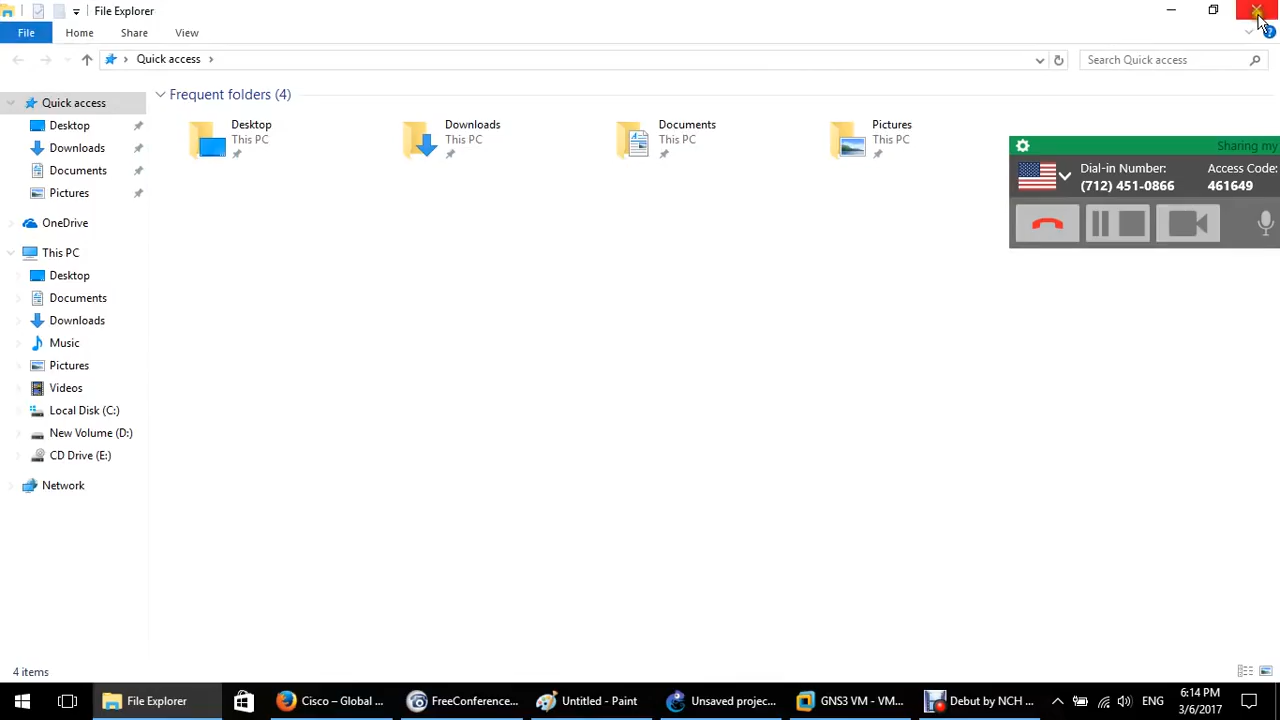 File Explorer
File
Home
Share
View
Quick access
Search Quick access
Quick access
Desktop
Downloads
Documents
Pictures
OneDrive
This PC
Desktop
Documents
Downloads
Music
Pictures
Videos
Local Disk (C:)
New Volume (D:)
CD Drive (E:)
Network
Frequent folders (4)
Desktop
This PC
Downloads
This PC
Documents
This PC
Pictures
This PC
Sharing my
Dial-in Number:
(712) 451-0866
Access Code:
461649
4 items
File Explorer
Cisco – Global ...
FreeConference...
Untitled - Paint
Unsaved projec...
GNS3 VM - VM...
Debut by NCH ...
ENG
6:14 PM
3/6/2017